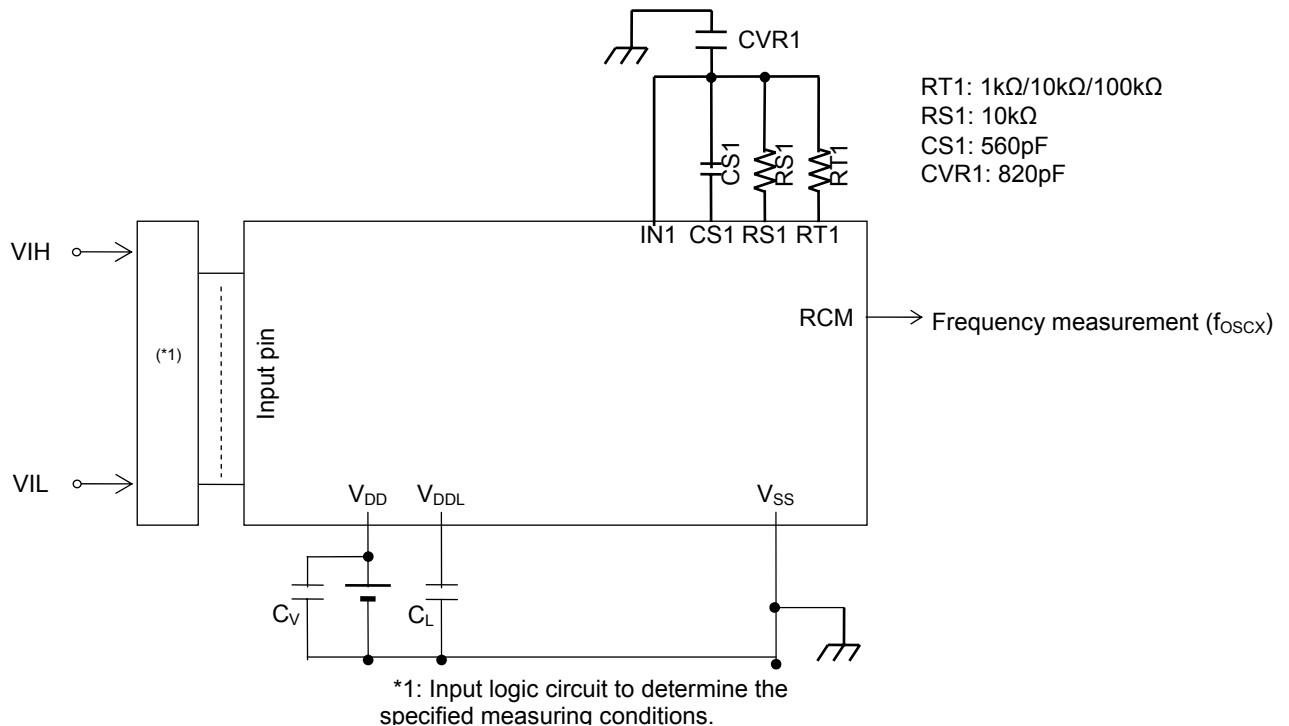 CVR1
RT1: 1kΩ/10kΩ/100kΩ
RS1: 10kΩ
CS1: 560pF
CVR1: 820pF
CS1
RS1
RT1
IN1 CS1 RS1 RT1
VIH
RCM
Frequency measurement (fOSCX)
(*1)
Input pin
VIL
VDD VDDL VSS
CV CL
*1: Input logic circuit to determine the
specified measuring conditions.